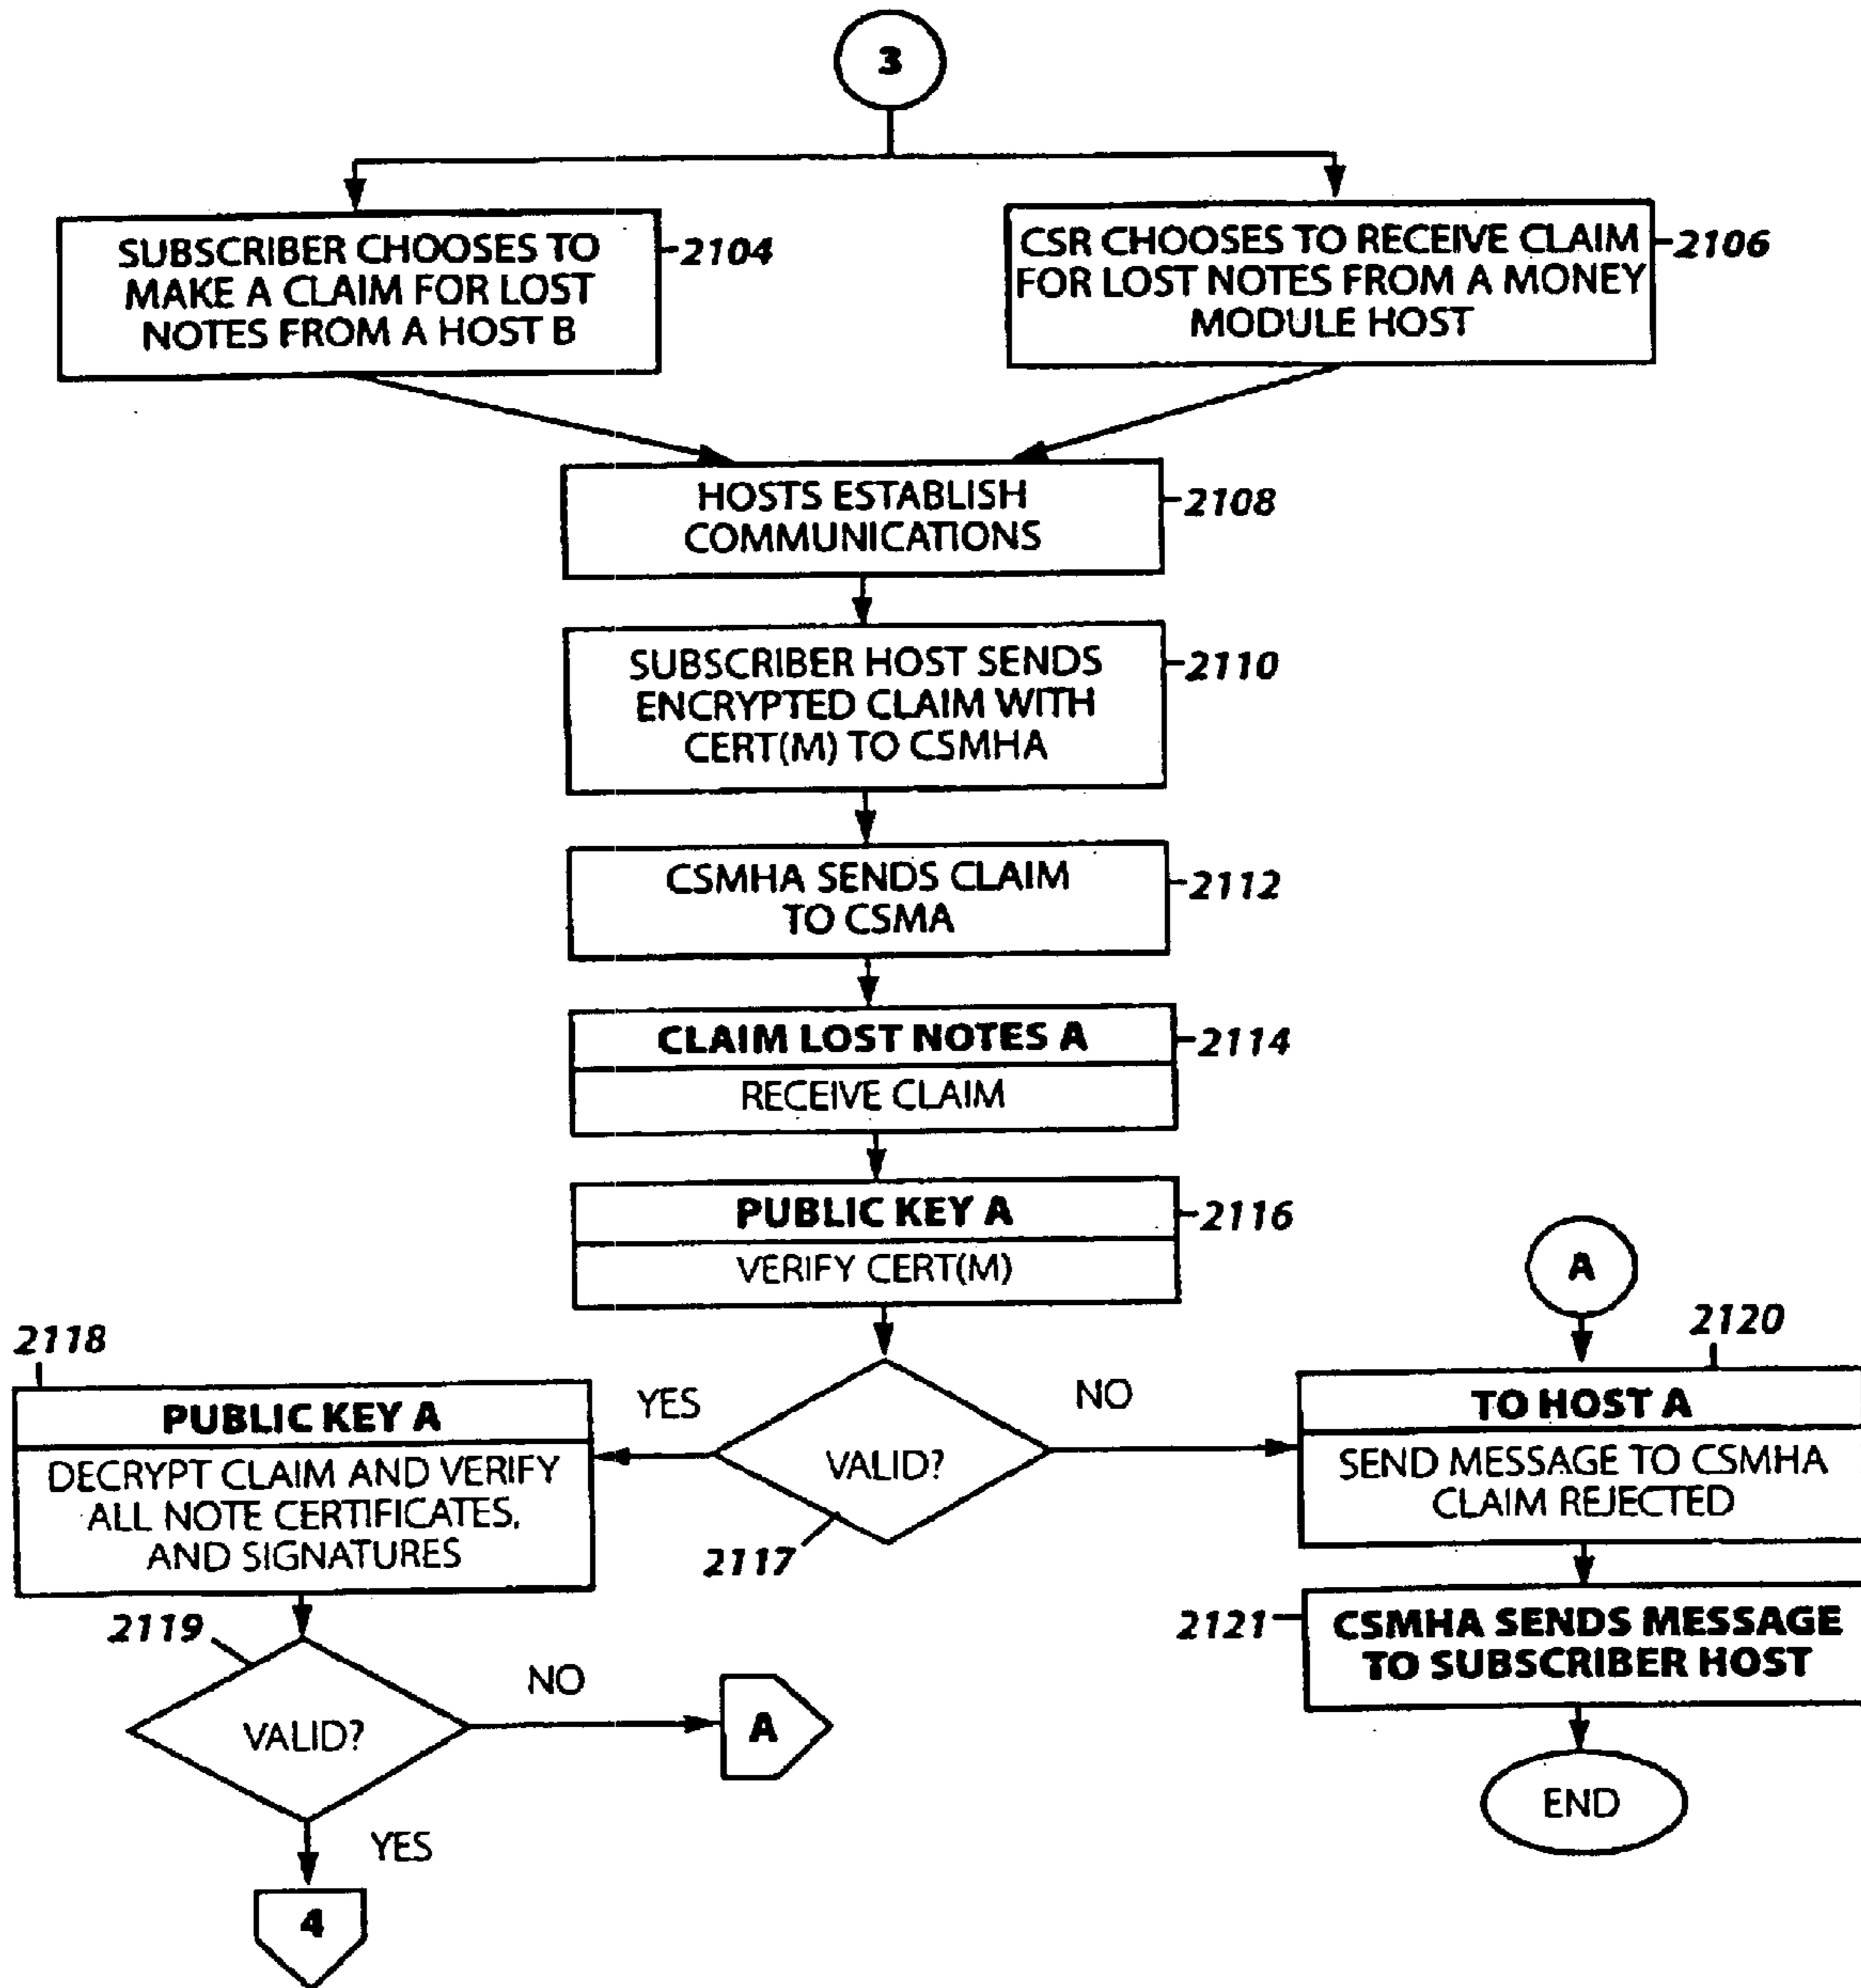 3
SUBSCRIBER CHOOSES TO
MAKE A CLAIM FOR LOST
NOTES FROM A HOST B
2104
CSR CHOOSES TO RECEIVE CLAIM
FOR LOST NOTES FROM A MONEY
MODULE HOST
2106
HOSTS ESTABLISH
COMMUNICATIONS
2108
SUBSCRIBER HOST SENDS
ENCRYPTED CLAIM WITH
CERT(M) TO CSMHA
2110
CSMHA SENDS CLAIM
TO CSMA
2112
CLAIM LOST NOTES A
2114
RECEIVE CLAIM
PUBLIC KEY A
2116
VERIFY CERT(M)
A
2120
TO HOST A
SEND MESSAGE TO CSMHA
CLAIM REJECTED
2118
PUBLIC KEY A
DECRYPT CLAIM AND VERIFY
ALL NOTE CERTIFICATES,
AND SIGNATURES
YES
VALID?
NO
2117
2121
CSMHA SENDS MESSAGE
TO SUBSCRIBER HOST
2119
VALID?
NO
A
END
YES
4